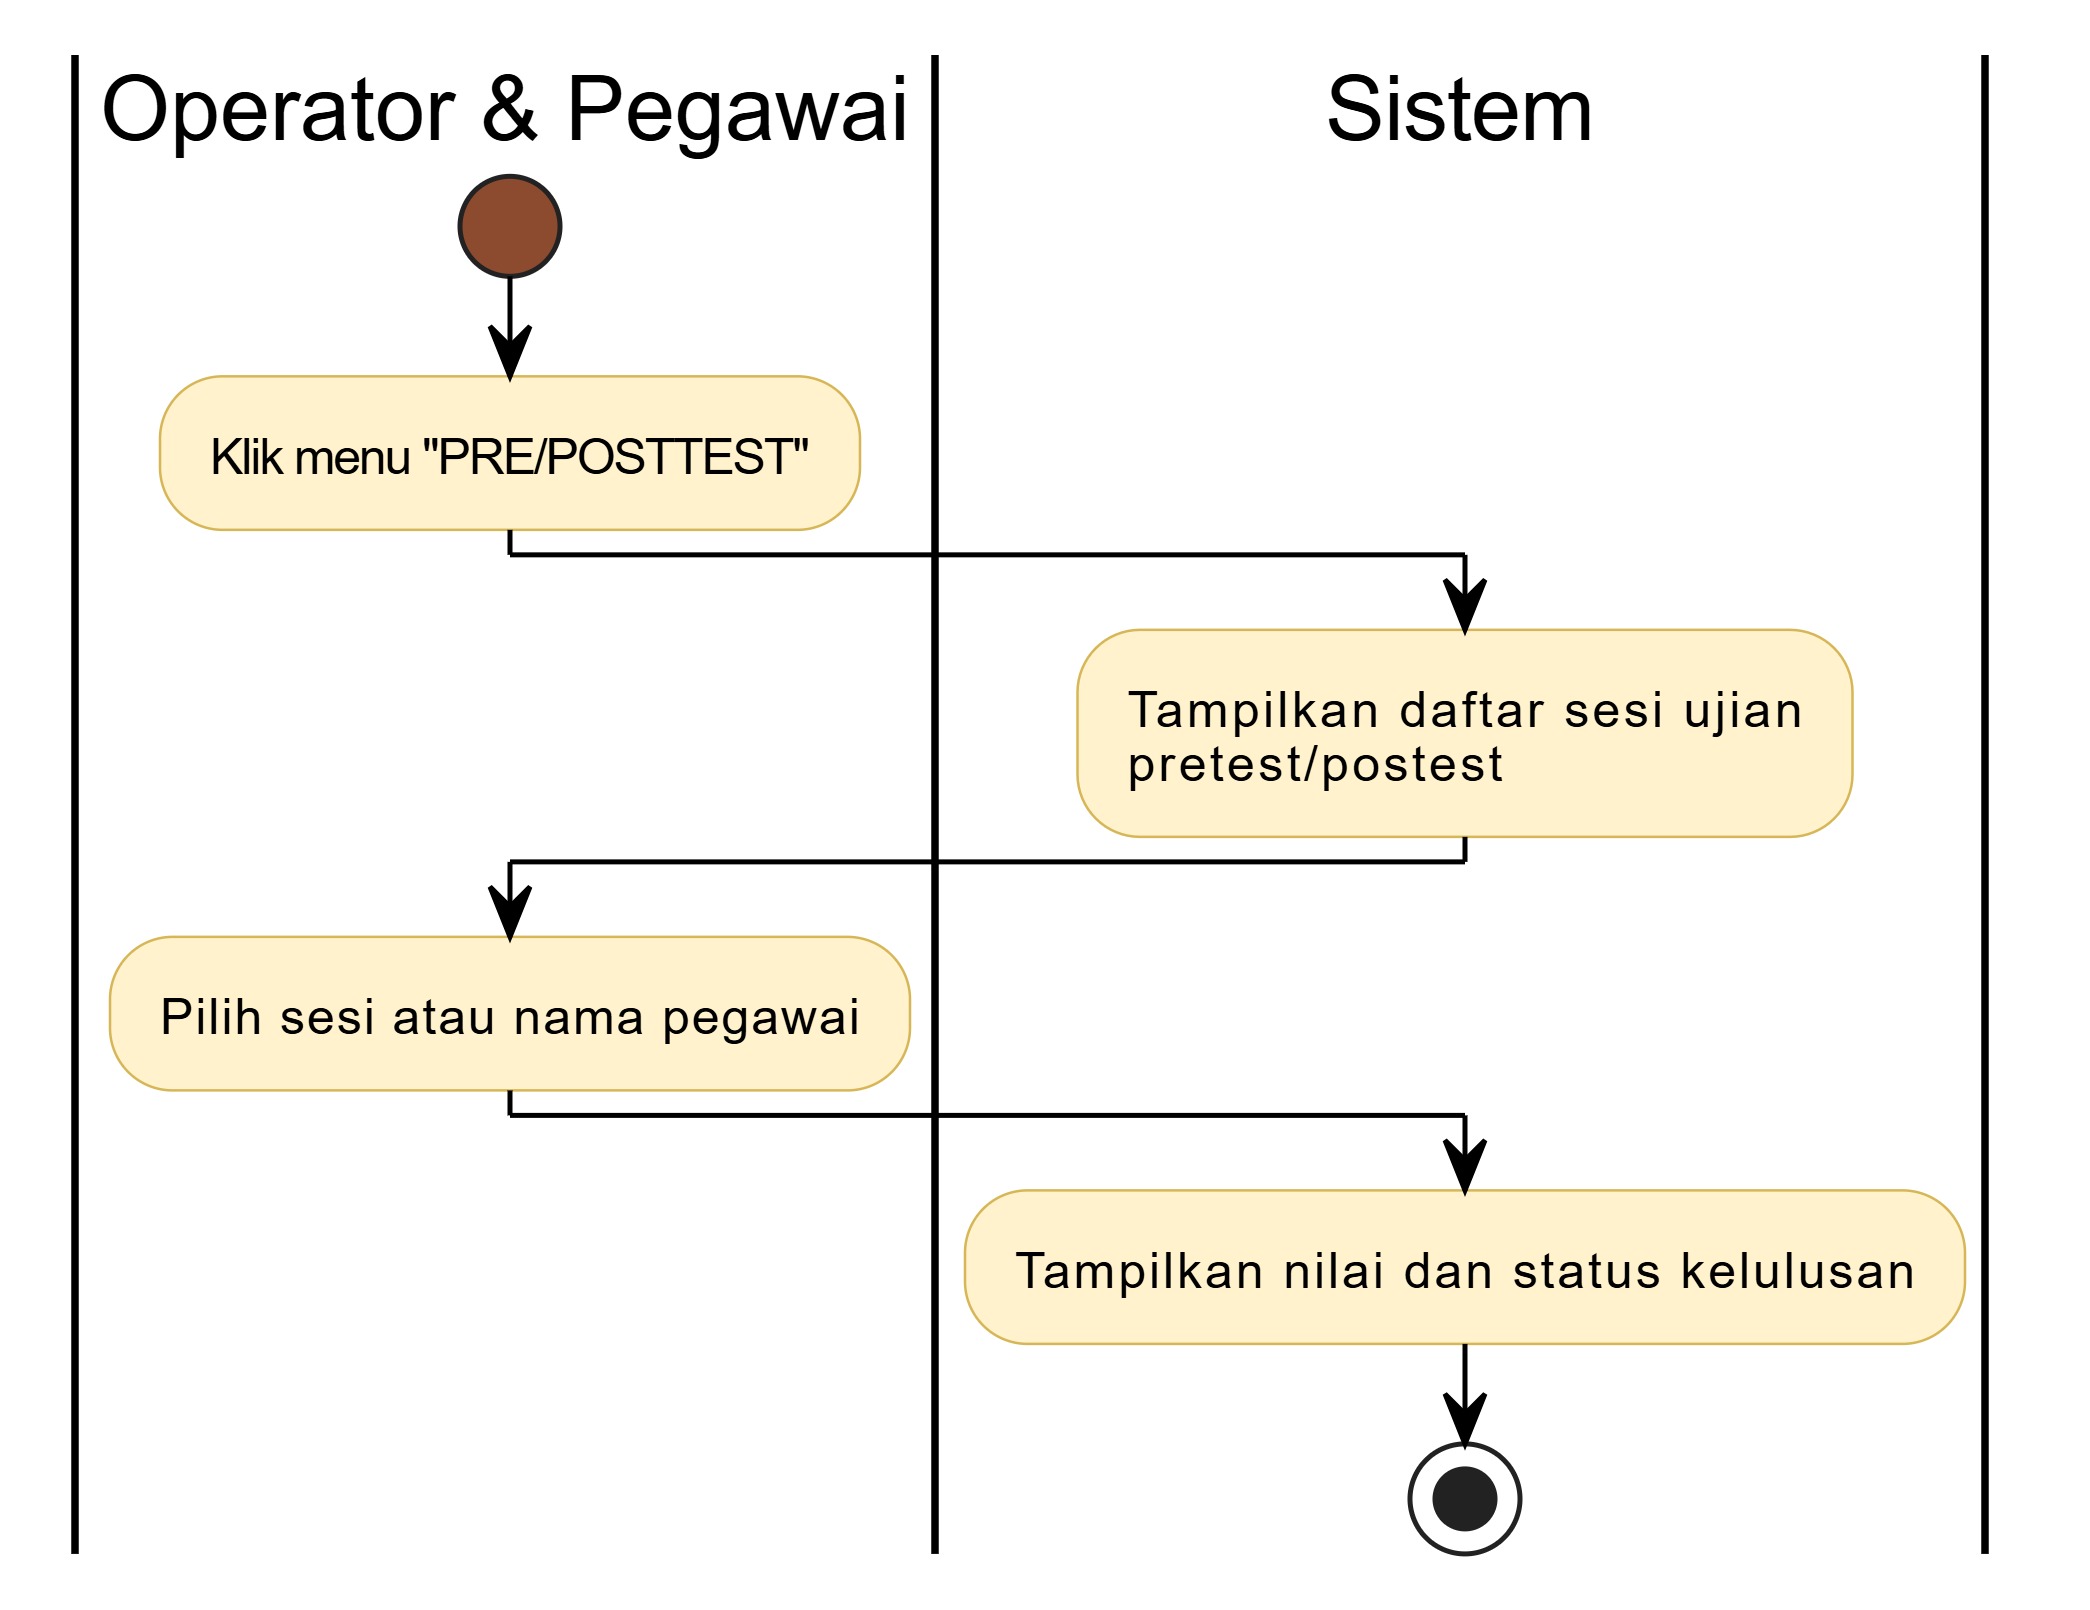 Operator & Pegawai
Sistem
Klik menu "PRE/POSTTEST"
Tampilkan daftar sesi ujian
pretest/postest
Pilih sesi atau nama pegawai
Tampilkan nilai dan status kelulusan